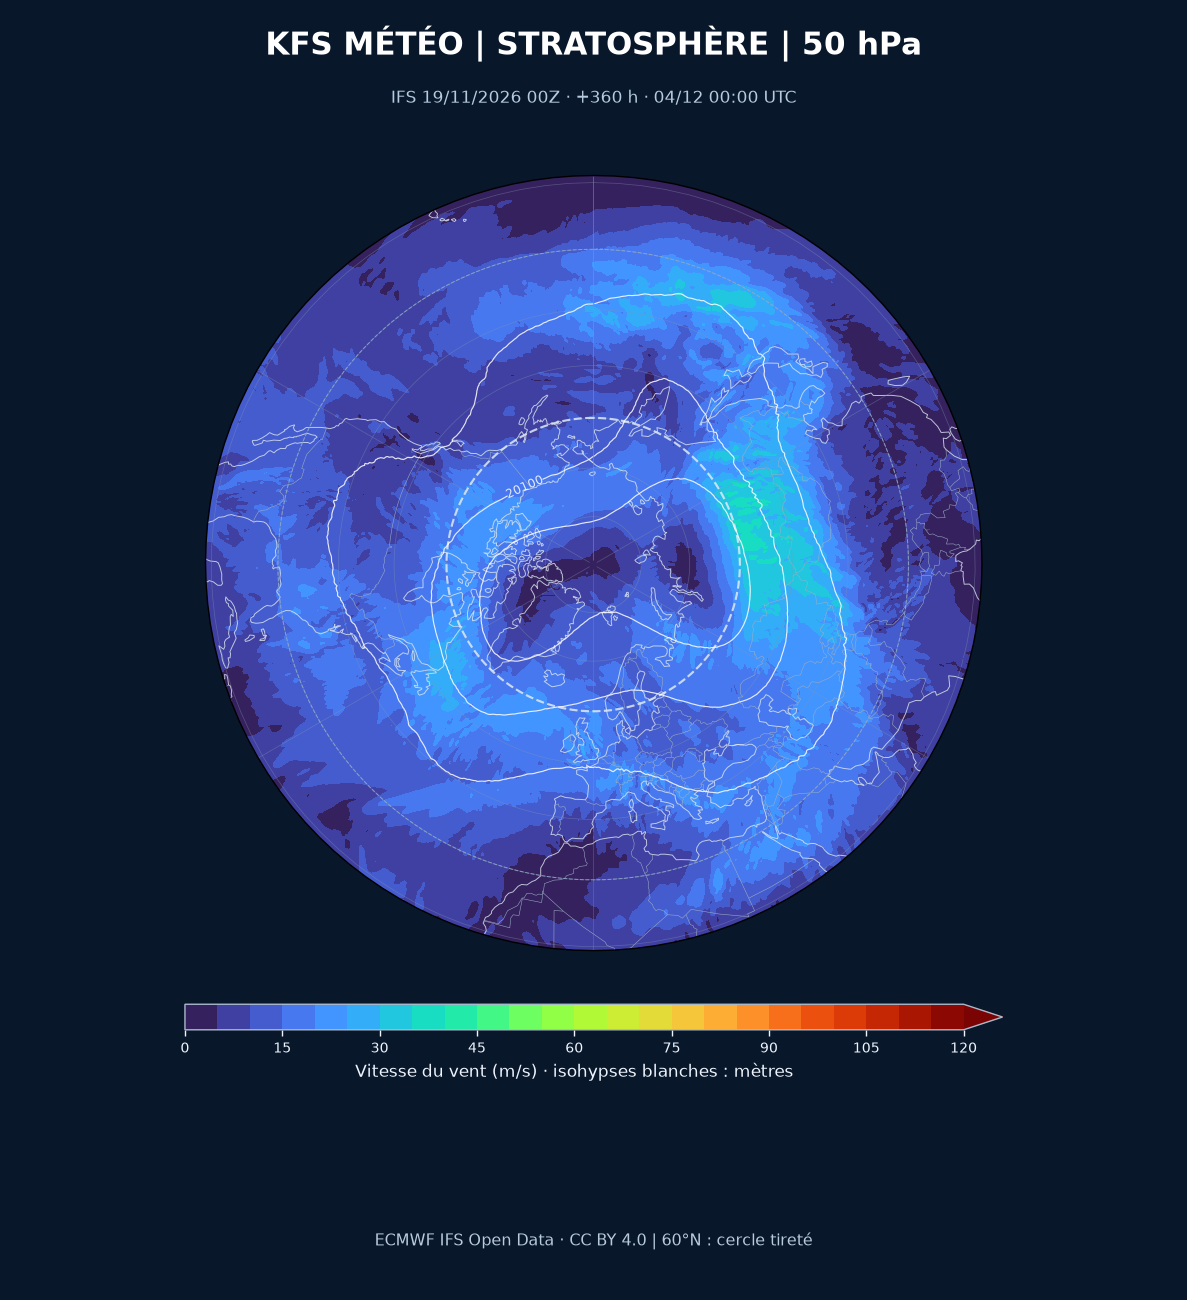 KFS MÉTÉO | STRATOSPHÈRE | 50 hPa
IFS 19/11/2026 00Z · +360 h · 04/12 00:00 UTC
20100
0 15 30 45 60 75 90 105 120
Vitesse du vent (m/s) · isohypses blanches : mètres
ECMWF IFS Open Data · CC BY 4.0 | 60°N : cercle tireté